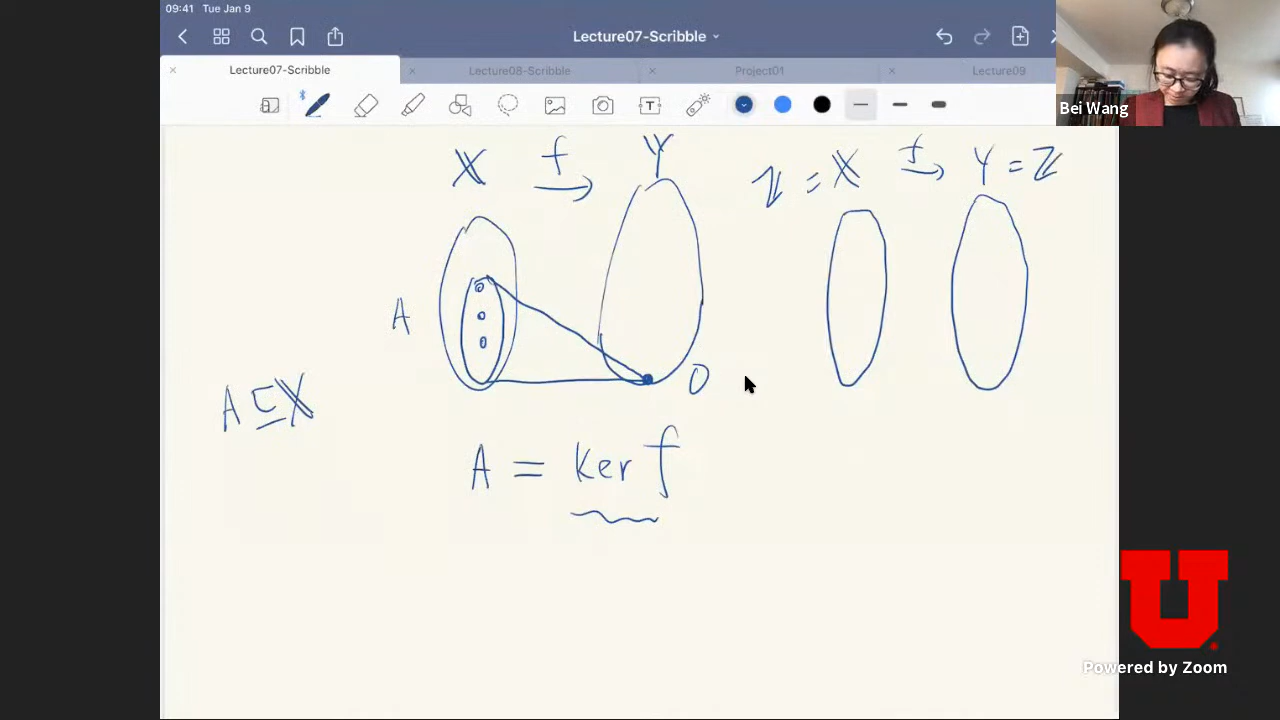 09:41 Tue Jan 9
Lecture07-Scribble
Lecture07-Scribble
Lecture08-Scribble
Project01
Lecture09
T
Bei Wang
𝕏 f→ Y
ℤ = 𝕏 f→ Y = ℤ
A
0
A ⊆ 𝕏
A = ker f
U
Powered by Zoom